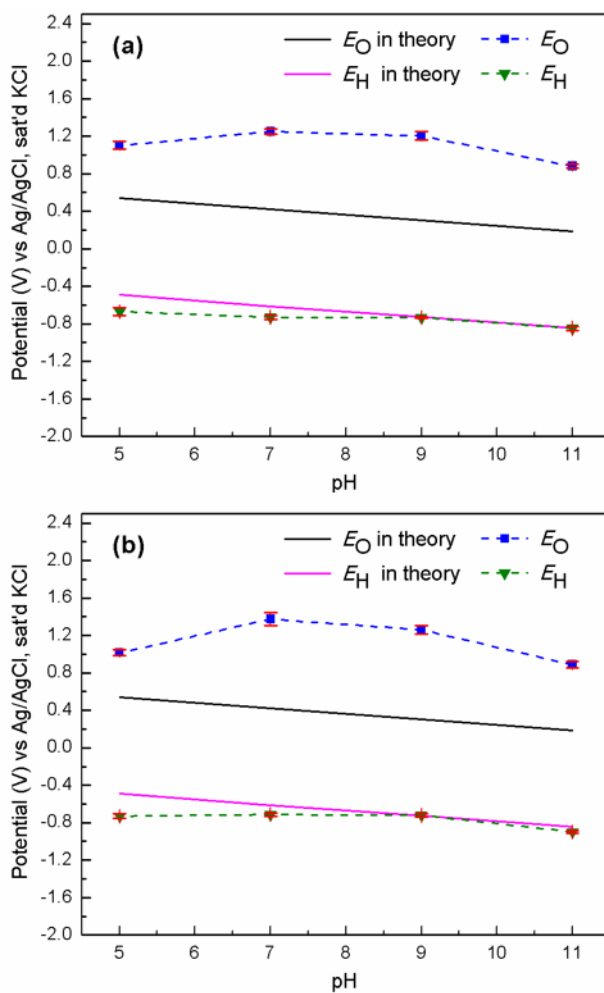 (a)
E_O in theory
E_O
E_H in theory
E_H
2.4
2.0
1.6
1.2
0.8
0.4
0.0
-0.4
-0.8
-1.2
-1.6
-2.0
Potential (V) vs Ag/AgCl, sat'd KCl
5 6 7 8 9 10 11
pH
(b)
E_O in theory
E_O
E_H in theory
E_H
2.4
2.0
1.6
1.2
0.8
0.4
0.0
-0.4
-0.8
-1.2
-1.6
-2.0
Potential (V) vs Ag/AgCl, sat'd KCl
5 6 7 8 9 10 11
pH